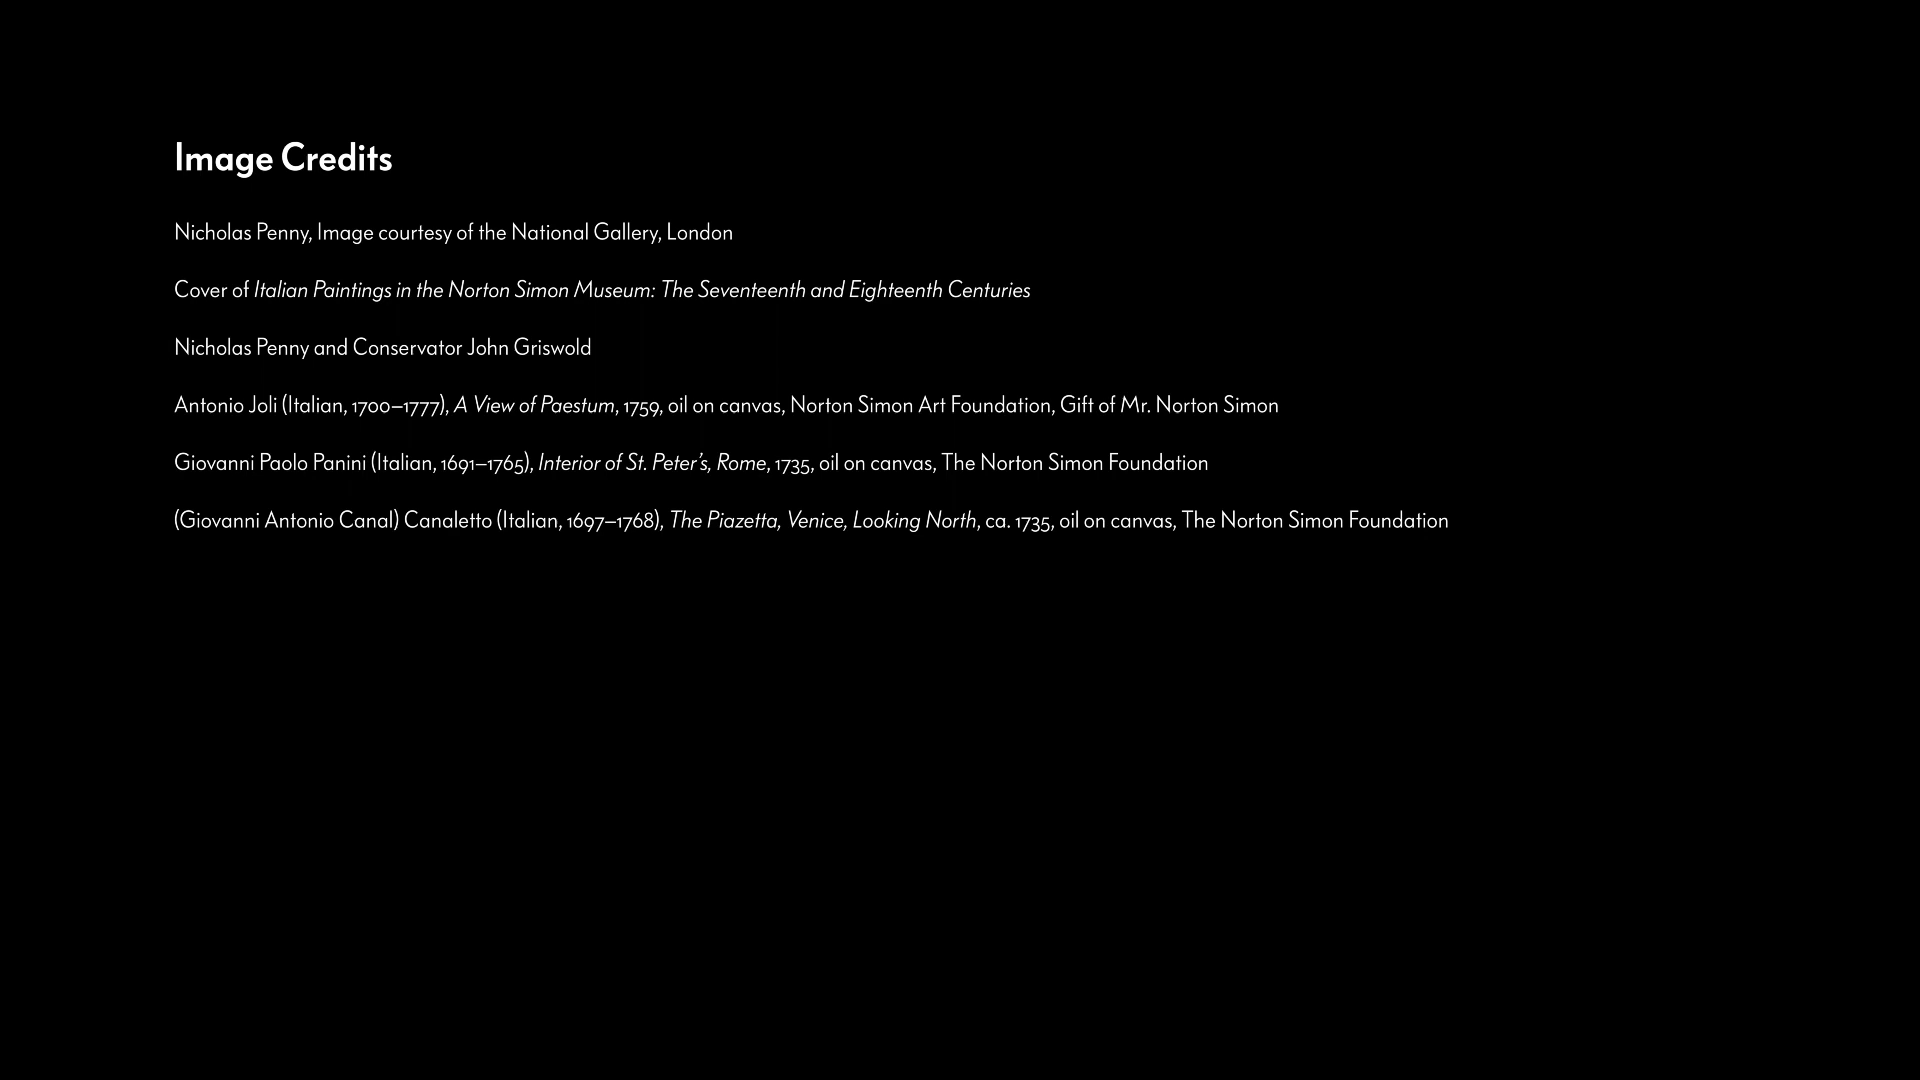 Image Credits
Nicholas Penny, Image courtesy of the National Gallery, London
Cover of Italian Paintings in the Norton Simon Museum: The Seventeenth and Eighteenth Centuries
Nicholas Penny and Conservator John Griswold
Antonio Joli (Italian, 1700–1777), A View of Paestum, 1759, oil on canvas, Norton Simon Art Foundation, Gift of Mr. Norton Simon
Giovanni Paolo Panini (Italian, 1691–1765), Interior of St. Peter’s, Rome, 1735, oil on canvas, The Norton Simon Foundation
(Giovanni Antonio Canal) Canaletto (Italian, 1697–1768), The Piazetta, Venice, Looking North, ca. 1735, oil on canvas, The Norton Simon Foundation